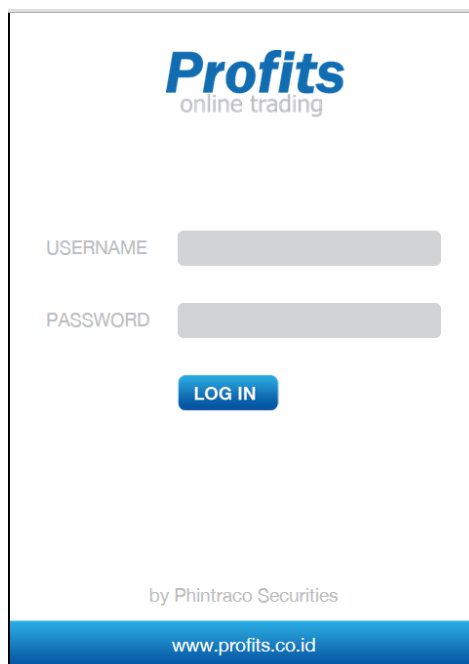 Profits
online trading
USERNAME
PASSWORD
LOG IN
by Phintraco Securities
www.profits.co.id